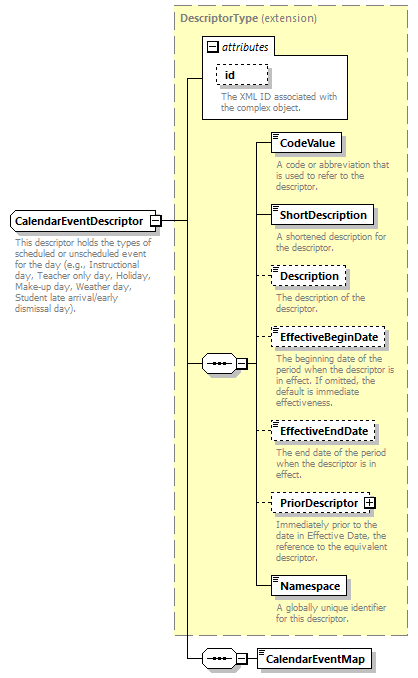 DescriptorType (extension)
attributes
id
The XML ID associated with
the complex object.
CodeValue
A code or abbreviation that
is used to refer to the
descriptor.
CalendarEventDescriptor
This descriptor holds the types of
scheduled or unscheduled event
for the day (e.g., Instructional
day, Teacher only day, Holiday,
Make-up day, Weather day,
Student late arrival/early
dismissal day).
ShortDescription
A shortened description for
the descriptor.
Description
The description of the
descriptor.
EffectiveBeginDate
The beginning date of the
period when the descriptor is
in effect. If omitted, the
default is immediate
effectiveness.
EffectiveEndDate
The end date of the period
when the descriptor is in
effect.
PriorDescriptor
Immediately prior to the
date in Effective Date, the
reference to the equivalent
descriptor.
Namespace
A globally unique identifier
for this descriptor.
CalendarEventMap